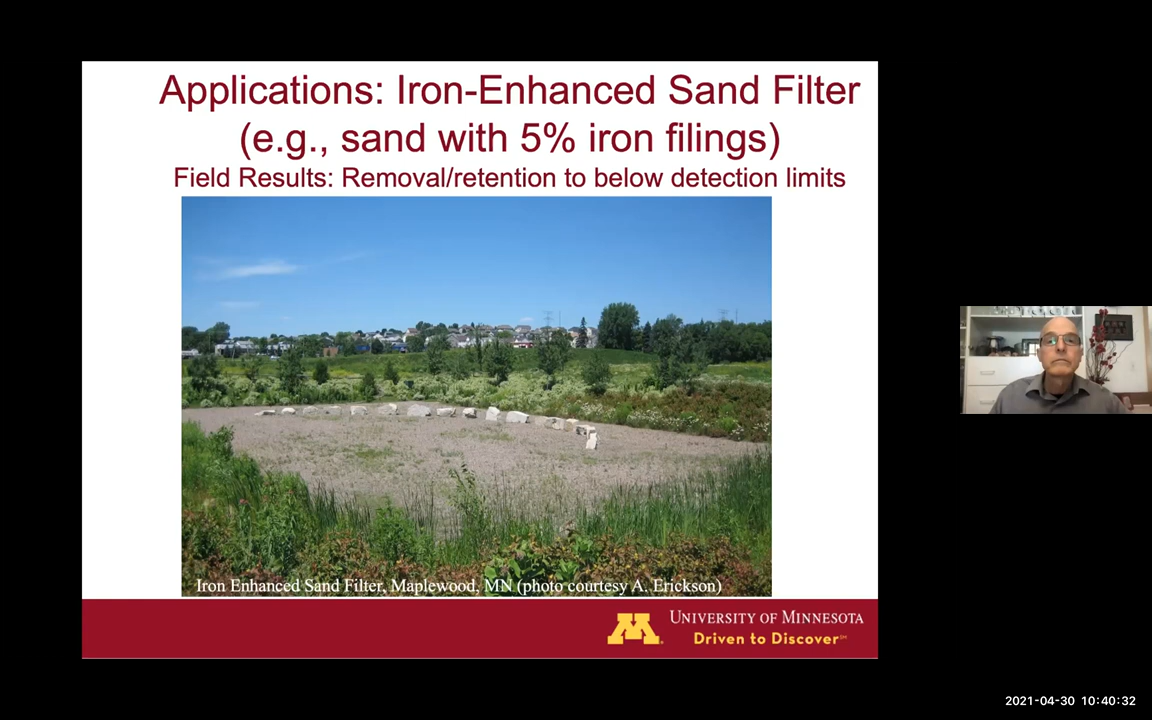 Applications: Iron-Enhanced Sand Filter
(e.g., sand with 5% iron filings)
Field Results: Removal/retention to below detection limits
Iron Enhanced Sand Filter, Maplewood, MN (photo courtesy A. Erickson)
UNIVERSITY OF MINNESOTA
Driven to Discover℠
2021-04-30 10:40:32